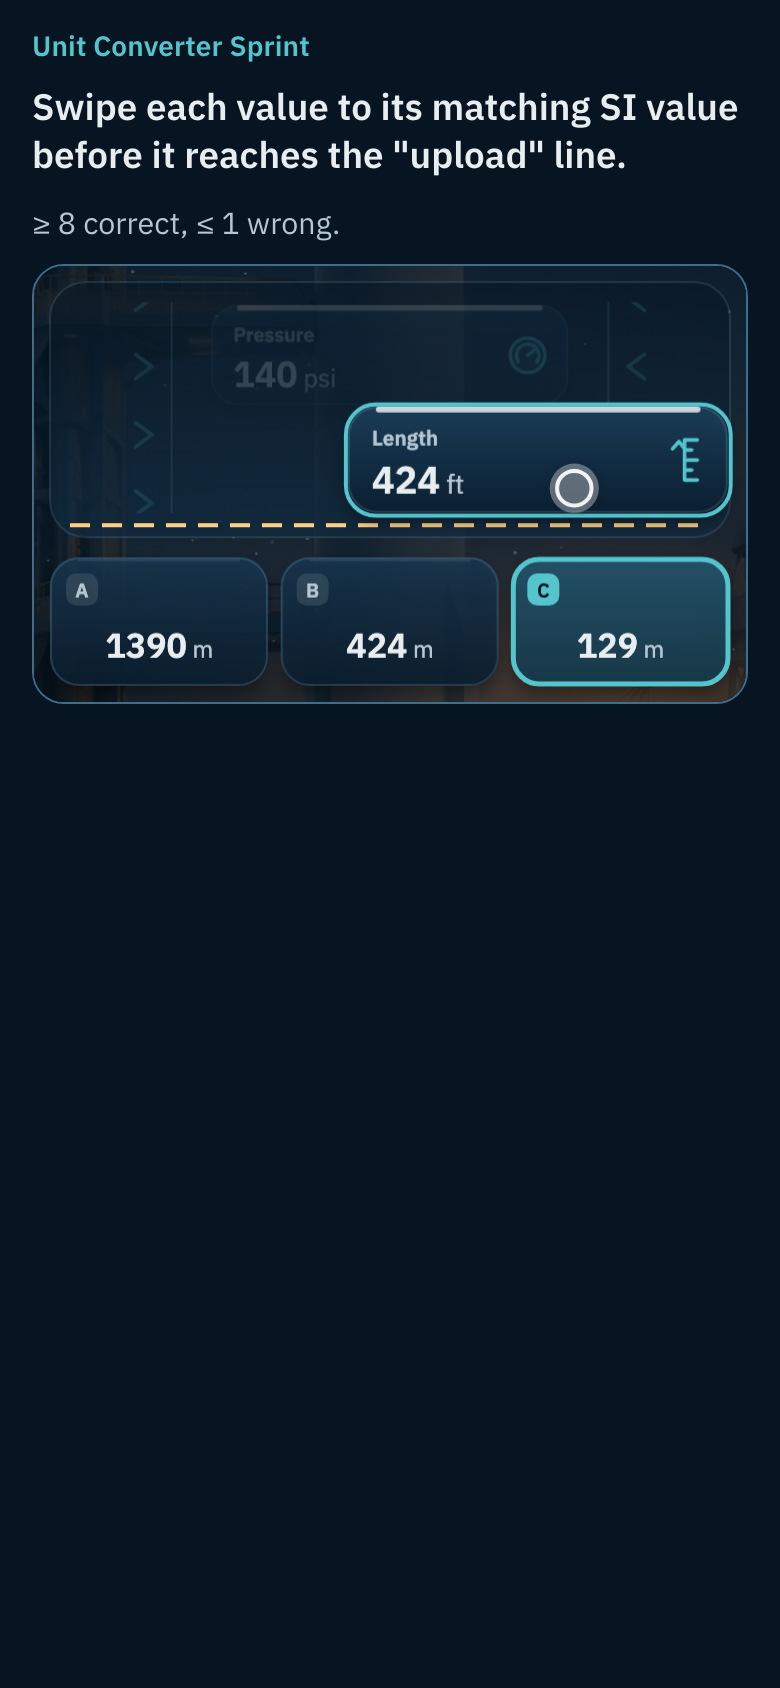 Unit Converter Sprint
Swipe each value to its matching SI value
before it reaches the "upload" line.
≥ 8 correct, ≤ 1 wrong.
Pressure
140 psi
Length
424 ft
A
1390 m
B
424 m
C
129 m